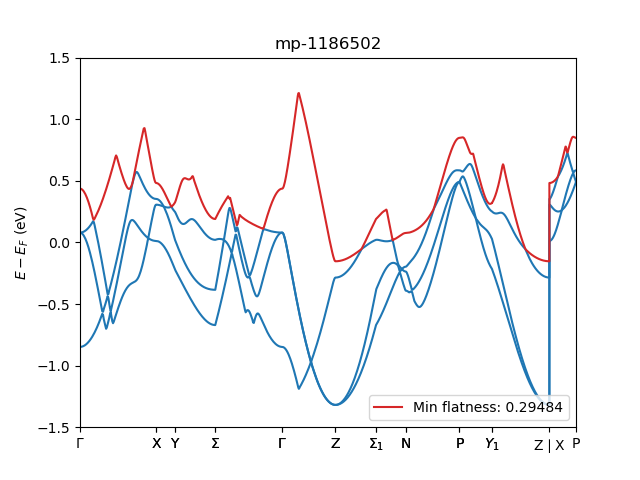 mp-1186502
E − E_F (eV)
1.5
1.0
0.5
0.0
−0.5
−1.0
−1.5
Min flatness: 0.29484
Γ X Y Σ Γ Z Σ₁ N P Y₁ Z | X P